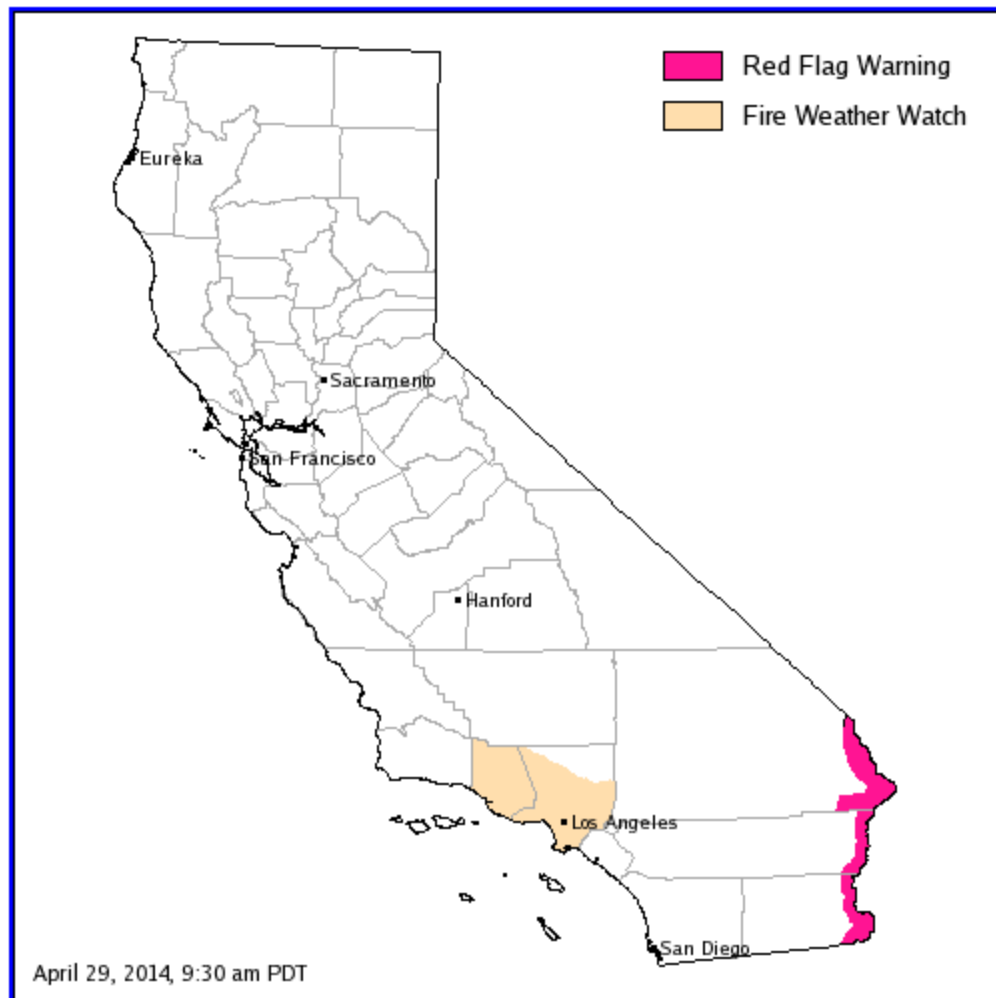 Red Flag Warning
Fire Weather Watch
Eureka
Sacramento
San Francisco
Hanford
Los Angeles
San Diego
April 29, 2014, 9:30 am PDT